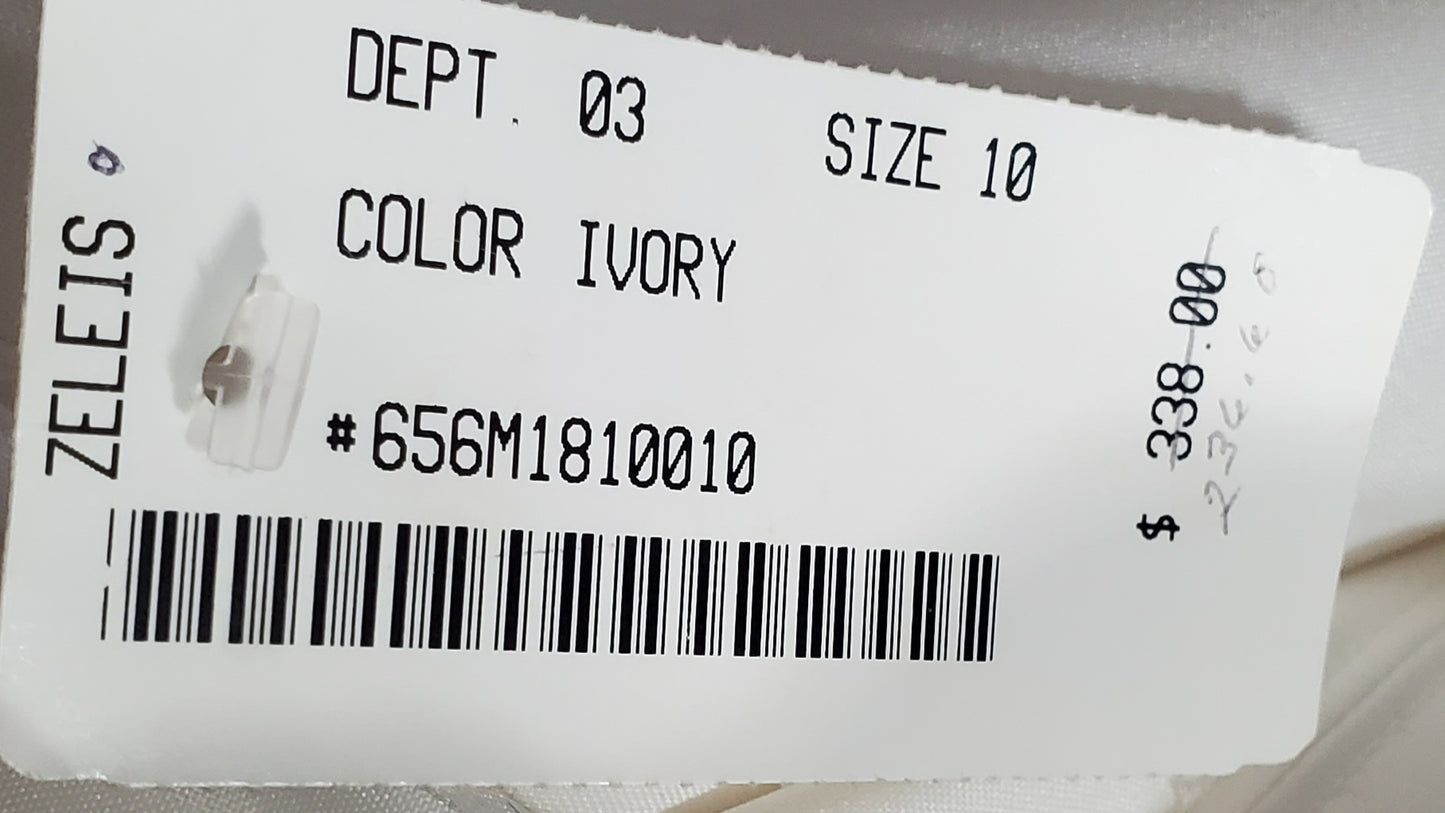 DEPT. 03 SIZE 10
COLOR IVORY
#656M1810010
ZELEIS
$ 338.00
236.60